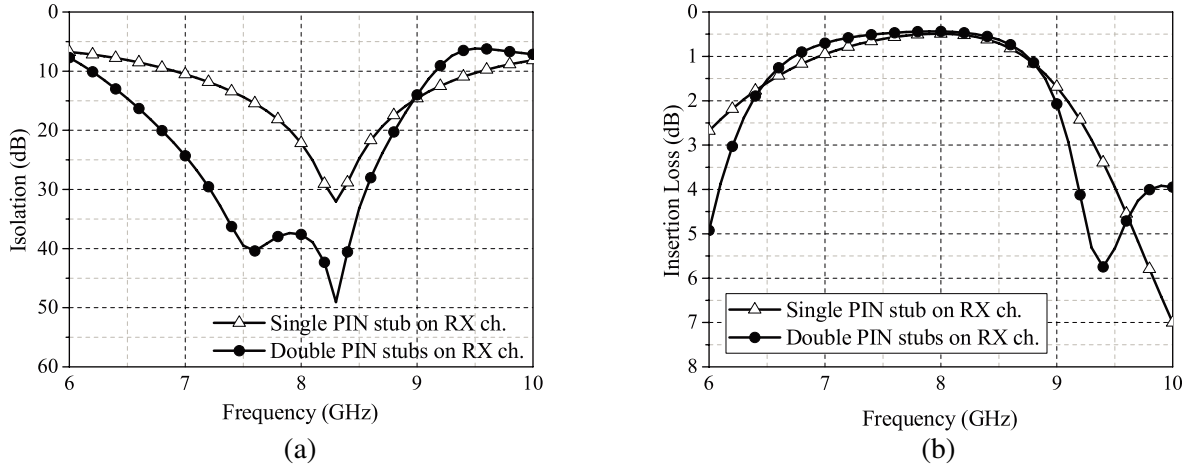 0
10
20
30
40
50
60
Isolation (dB)
Single PIN stub on RX ch.
Double PIN stubs on RX ch.
6 7 8 9 10
Frequency (GHz)
(a)
0
1
2
3
4
5
6
7
8
Insertion Loss (dB)
Single PIN stub on RX ch.
Double PIN stubs on RX ch.
6 7 8 9 10
Frequency (GHz)
(b)